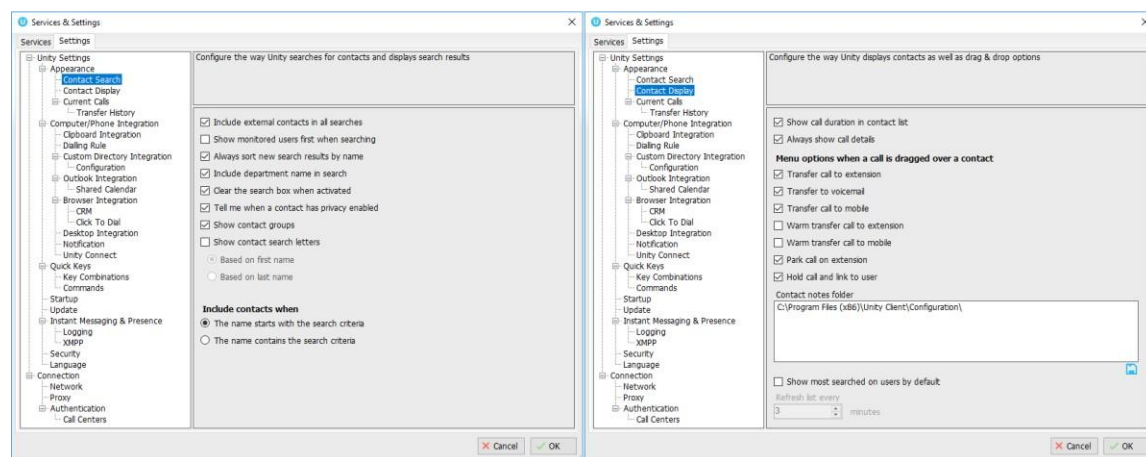 Services & Settings
Services Settings
Unity Settings
Appearance
Contact Search
Contact Display
Current Calls
Transfer History
Computer/Phone Integration
Clipboard Integration
Dialing Rule
Custom Directory Integration
Configuration
Outlook Integration
Shared Calendar
Browser Integration
CRM
Click To Dial
Desktop Integration
Notification
Unity Connect
Quick Keys
Key Combinations
Commands
Startup
Update
Instant Messaging & Presence
Logging
XMPP
Security
Language
Connection
Network
Proxy
Authentication
Call Centers
Configure the way Unity searches for contacts and displays search results
Include external contacts in all searches
Show monitored users first when searching
Always sort new search results by name
Include department name in search
Clear the search box when activated
Tell me when a contact has privacy enabled
Show contact groups
Show contact search letters
Based on first name
Based on last name
Include contacts when
The name starts with the search criteria
The name contains the search criteria
Cancel OK
Services & Settings
Services Settings
Unity Settings
Appearance
Contact Search
Contact Display
Current Calls
Transfer History
Computer/Phone Integration
Clipboard Integration
Dialing Rule
Custom Directory Integration
Configuration
Outlook Integration
Shared Calendar
Browser Integration
CRM
Click To Dial
Desktop Integration
Notification
Unity Connect
Quick Keys
Key Combinations
Commands
Startup
Update
Instant Messaging & Presence
Logging
XMPP
Security
Language
Connection
Network
Proxy
Authentication
Call Centers
Configure the way Unity displays contacts as well as drag & drop options
Show call duration in contact list
Always show call details
Menu options when a call is dragged over a contact
Transfer call to extension
Transfer to voicemail
Transfer call to mobile
Warm transfer call to extension
Warm transfer call to mobile
Park call on extension
Hold call and link to user
Contact notes folder
C:\Program Files (x86)\Unity Client\Configuration\
Show most searched on users by default
Refresh list every
3 minutes
Cancel OK